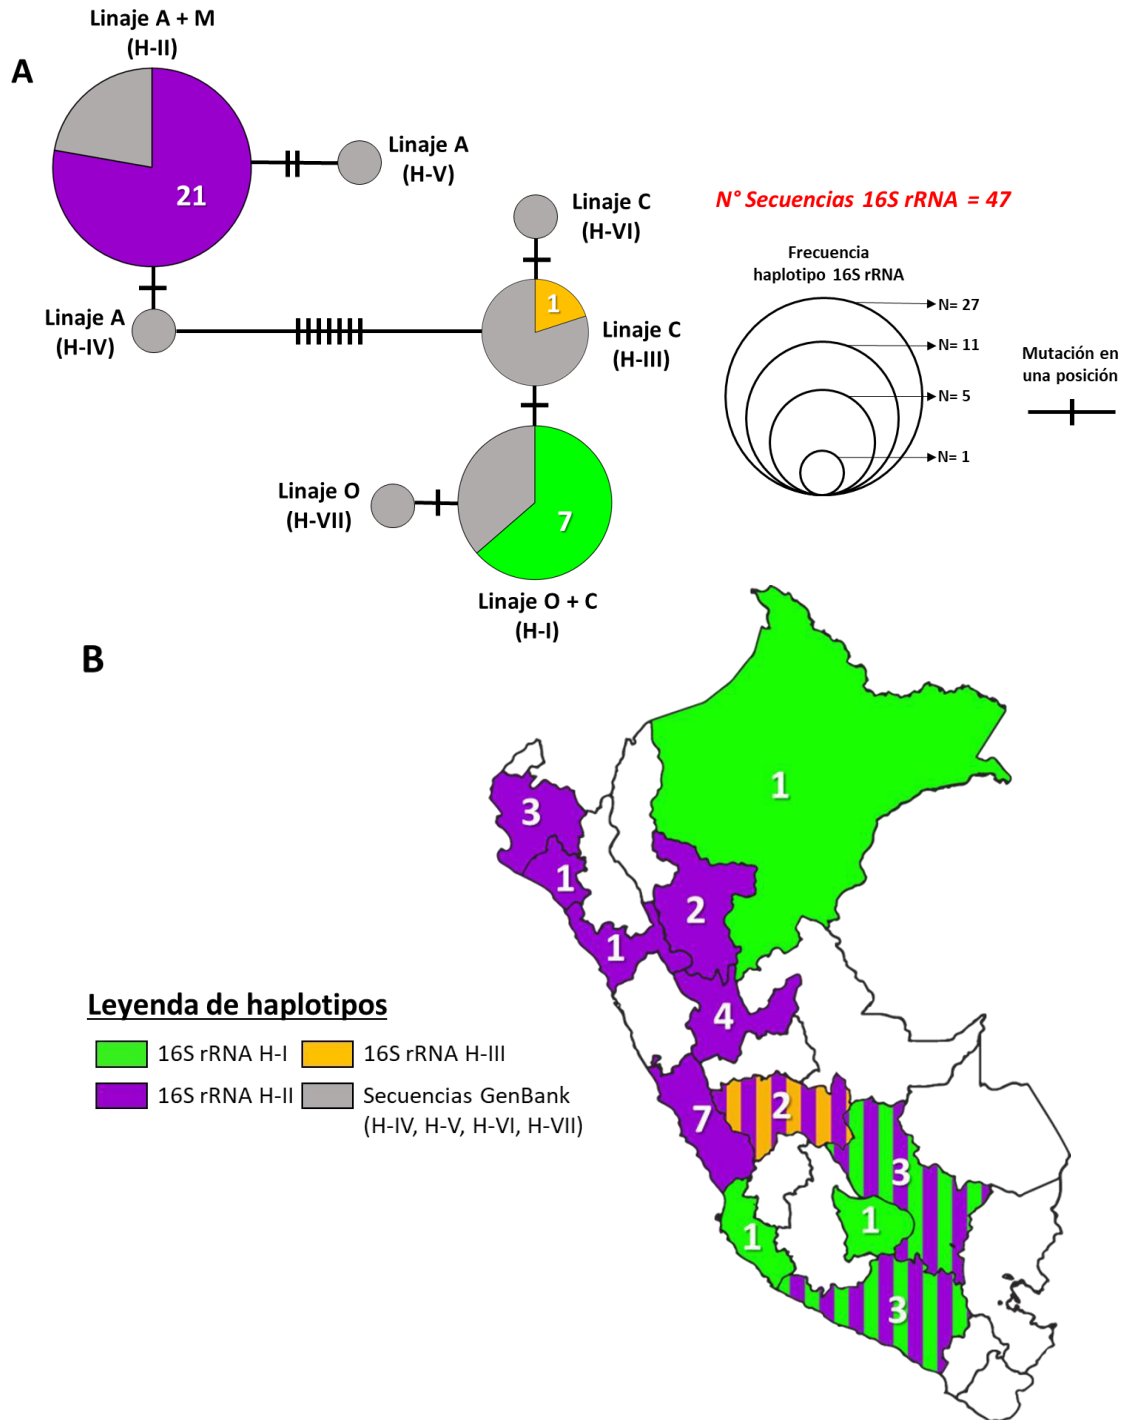 A
Linaje A + M
(H-II)
21
Linaje A
(H-V)
Linaje C
(H-VI)
Linaje A
(H-IV)
1
Linaje C
(H-III)
Linaje O
(H-VII)
7
Linaje O + C
(H-I)
N° Secuencias 16S rRNA = 47
Frecuencia
haplotipo 16S rRNA
N= 27
N= 11
N= 5
N= 1
Mutación en
una posición
B
1
3
1
2
1
4
7
2
3
1
1
3
Leyenda de haplotipos
16S rRNA H-I
16S rRNA H-III
16S rRNA H-II
Secuencias GenBank
(H-IV, H-V, H-VI, H-VII)